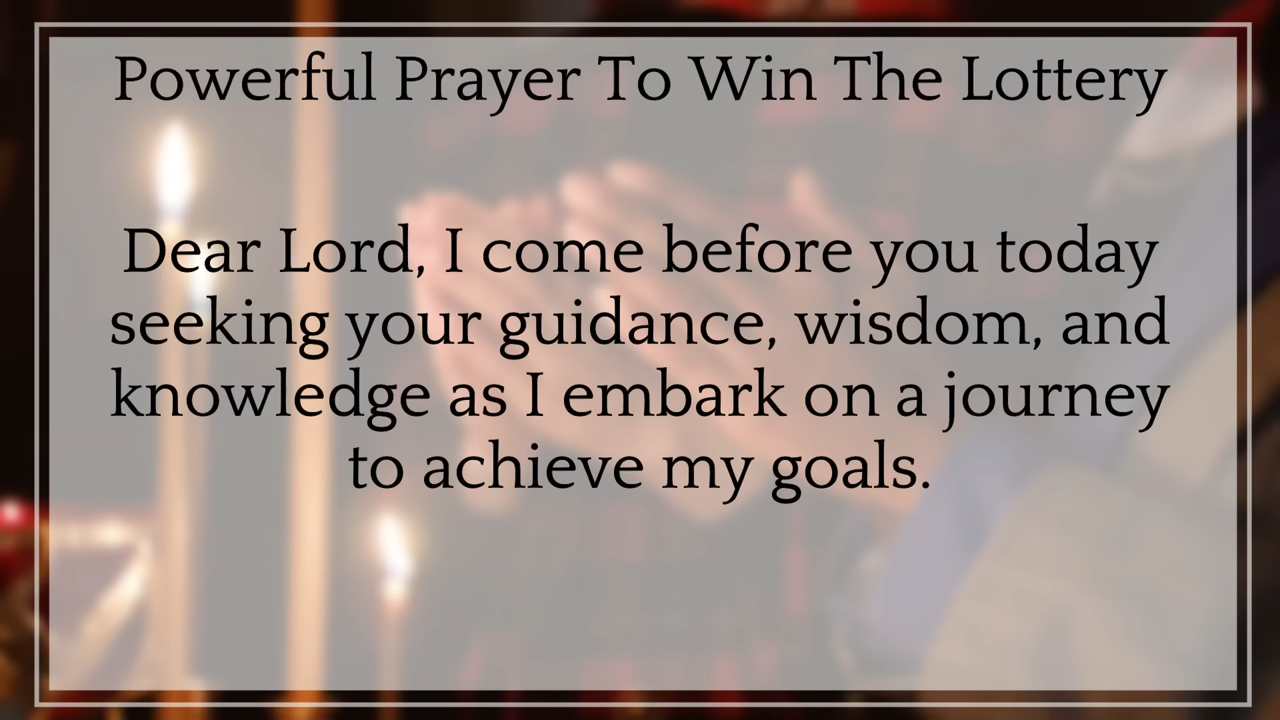 Powerful Prayer To Win The Lottery
Dear Lord, I come before you today
seeking your guidance, wisdom, and
knowledge as I embark on a journey
to achieve my goals.